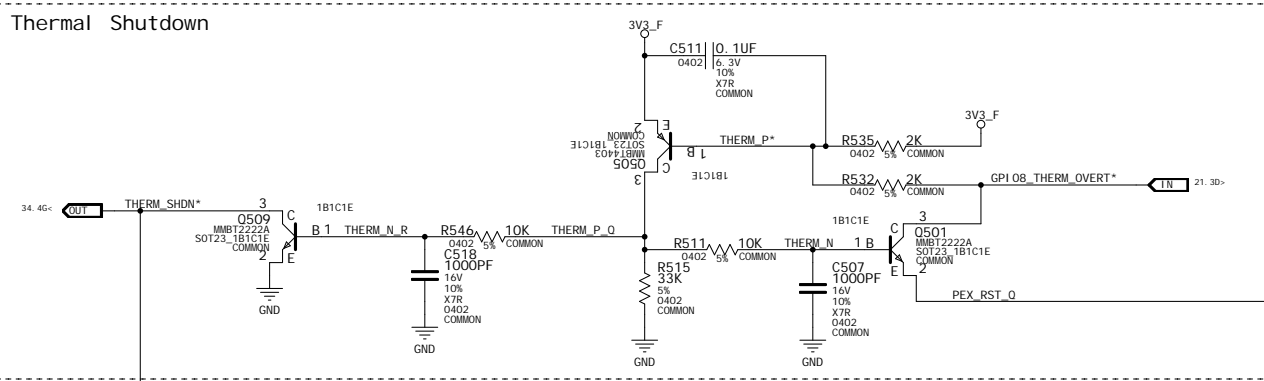 Thermal Shutdown
3V3_F
C511
0.1UF
0402
6.3V
10%
X7R
COMMON
2
E
COMMON
SOT23_1B1C1E
MMBT4403
Q505
C
3
B 1
1B1C1E
THERM_P*
3V3_F
R535
2K
0402
5%
COMMON
R532
2K
0402
5%
COMMON
GPIO8_THERM_OVERT*
IN
21.3D>
34.4G<
OUT
THERM_SHDN*
3
C
Q509
MMBT2222A
SOT23_1B1C1E
COMMON
2
E
GND
1B1C1E
B 1
THERM_N_R
R546
10K
0402
5%
COMMON
THERM_P_Q
C518
1000PF
16V
10%
X7R
0402
COMMON
GND
R515
33K
5%
0402
COMMON
GND
R511
10K
0402
5%
COMMON
THERM_N
C507
1000PF
16V
10%
X7R
0402
COMMON
GND
1B1C1E
1 B
C
3
Q501
MMBT2222A
SOT23_1B1C1E
COMMON
E
2
PEX_RST_Q